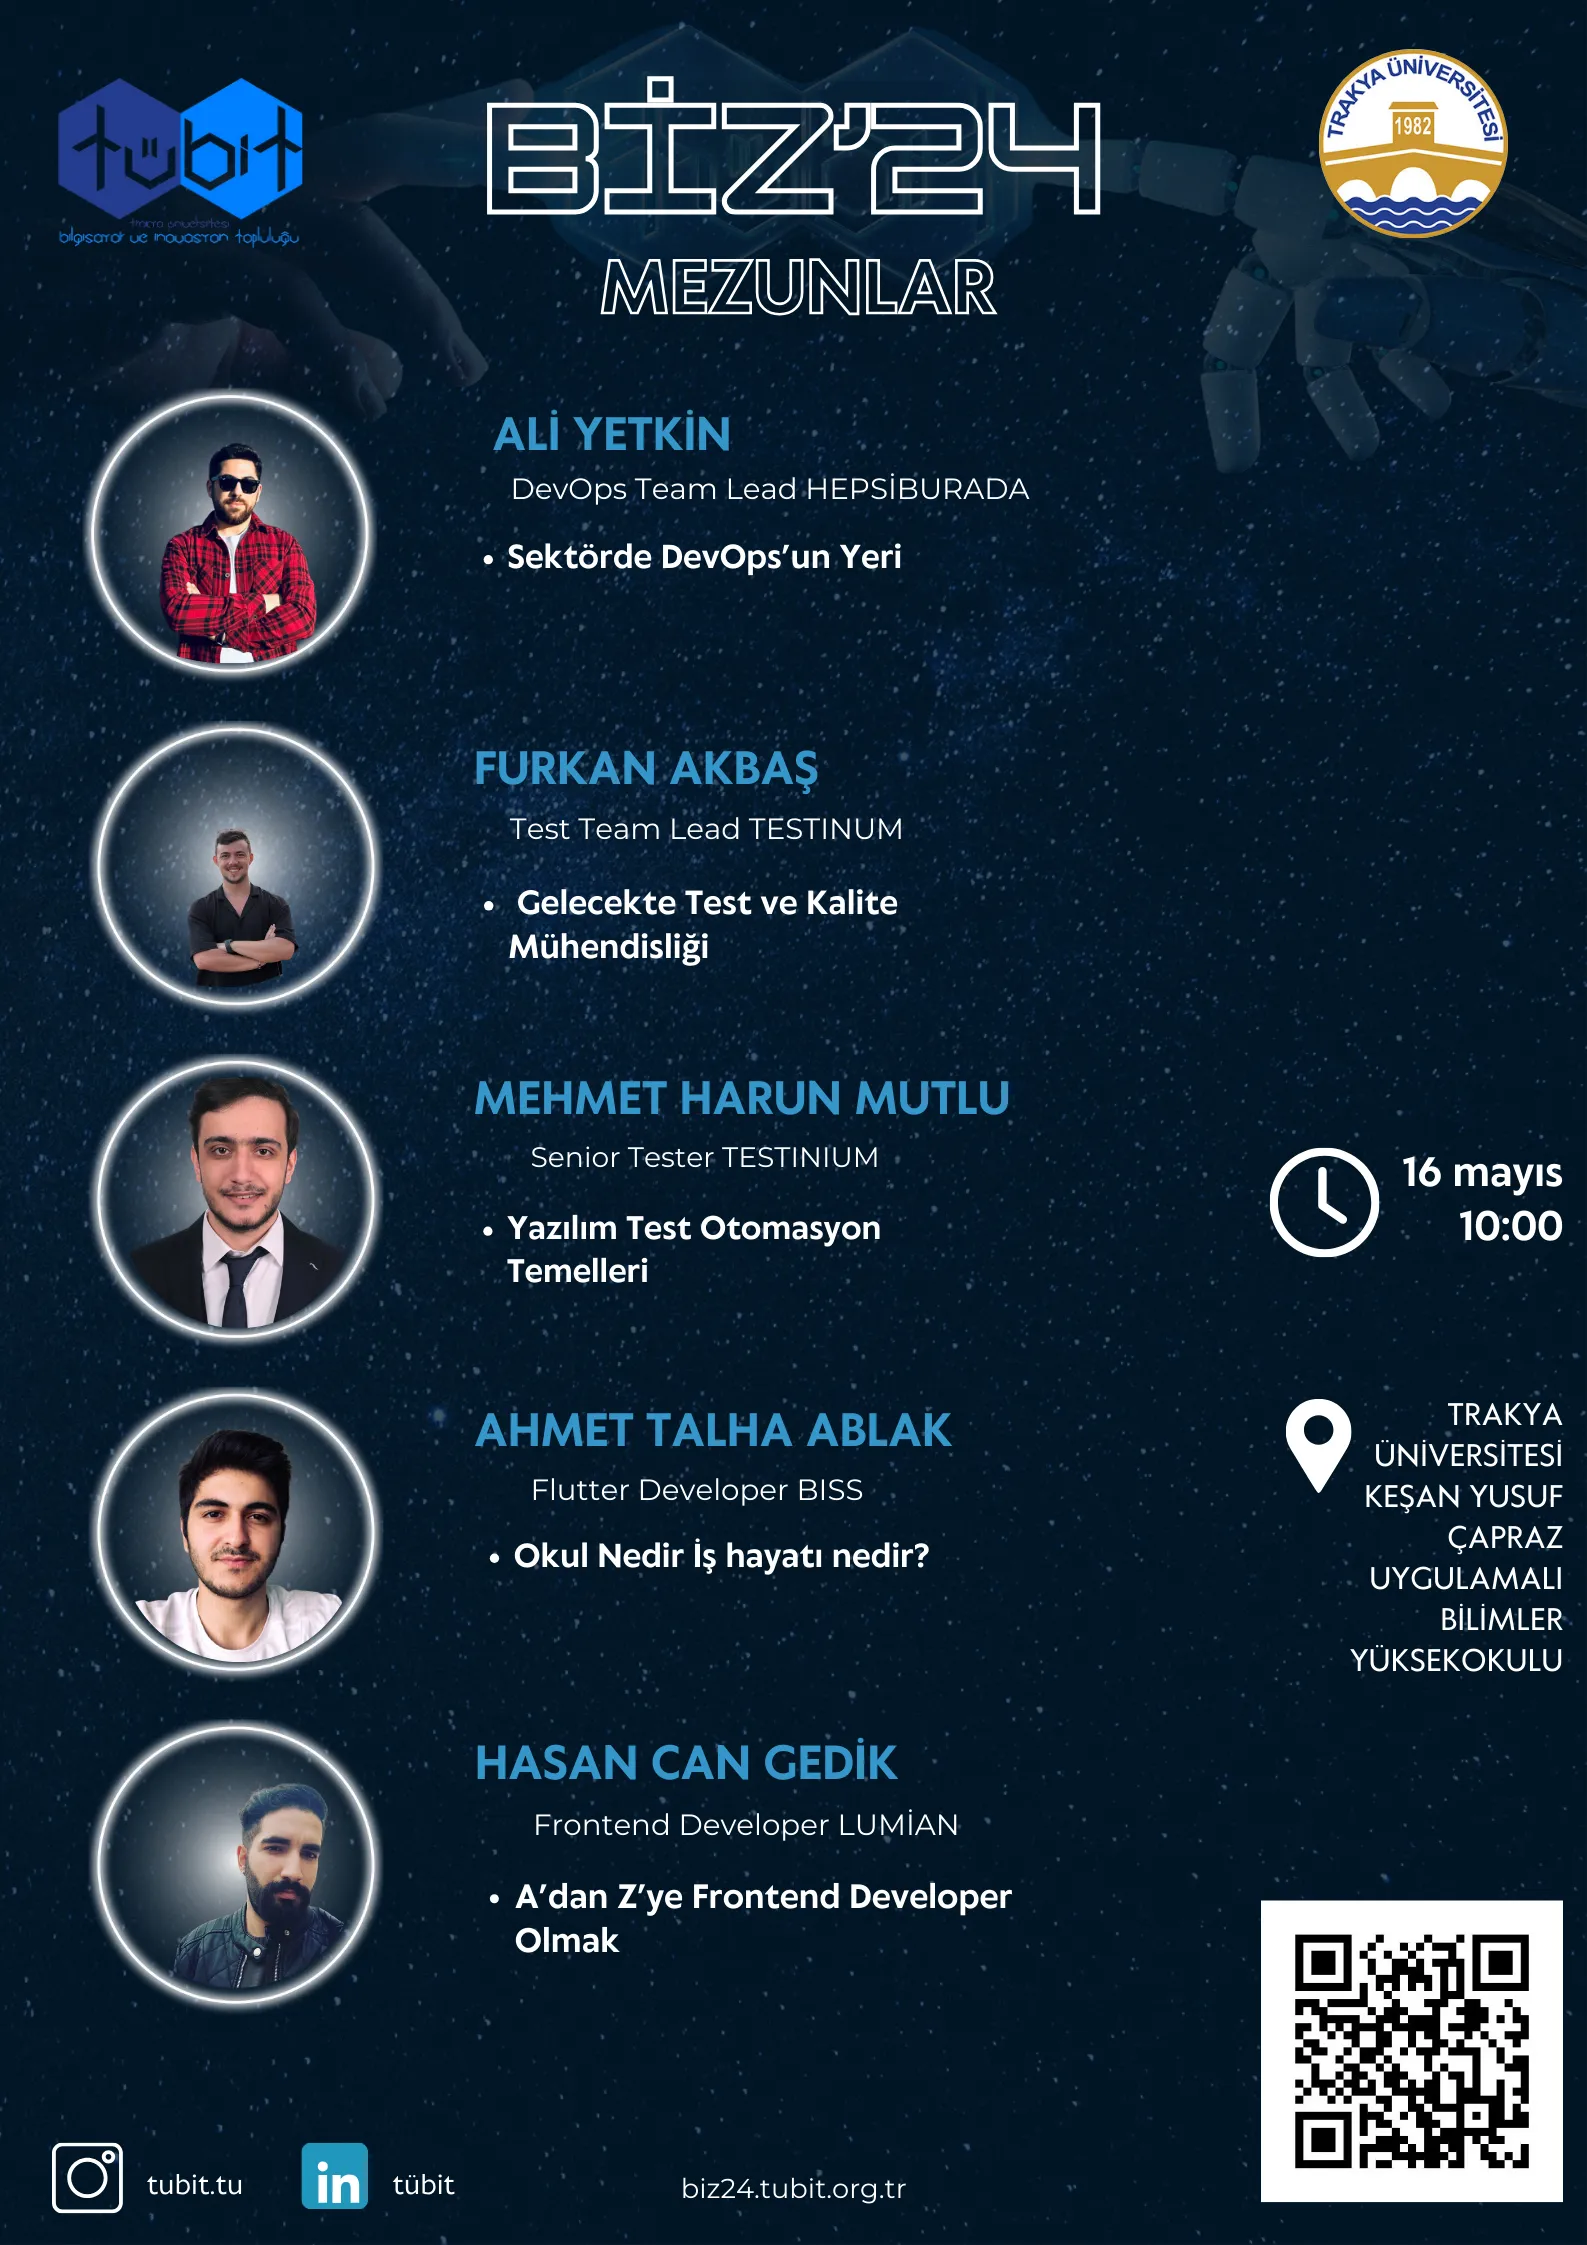 tübit
trakya üniversitesi
bilgisayar ve inovasyon topluluğu
BİZ'24
MEZUNLAR
TRAKYA ÜNİVERSİTESİ
1982
ALİ YETKİN
DevOps Team Lead HEPSİBURADA
• Sektörde DevOps'un Yeri
FURKAN AKBAŞ
Test Team Lead TESTINUM
• Gelecekte Test ve Kalite
Mühendisliği
MEHMET HARUN MUTLU
Senior Tester TESTINIUM
• Yazılım Test Otomasyon
Temelleri
16 mayıs
10:00
AHMET TALHA ABLAK
Flutter Developer BISS
• Okul Nedir İş hayatı nedir?
TRAKYA
ÜNİVERSİTESİ
KEŞAN YUSUF
ÇAPRAZ
UYGULAMALI
BİLİMLER
YÜKSEKOKULU
HASAN CAN GEDİK
Frontend Developer LUMİAN
• A'dan Z'ye Frontend Developer
Olmak
tubit.tu
in
tübit
biz24.tubit.org.tr